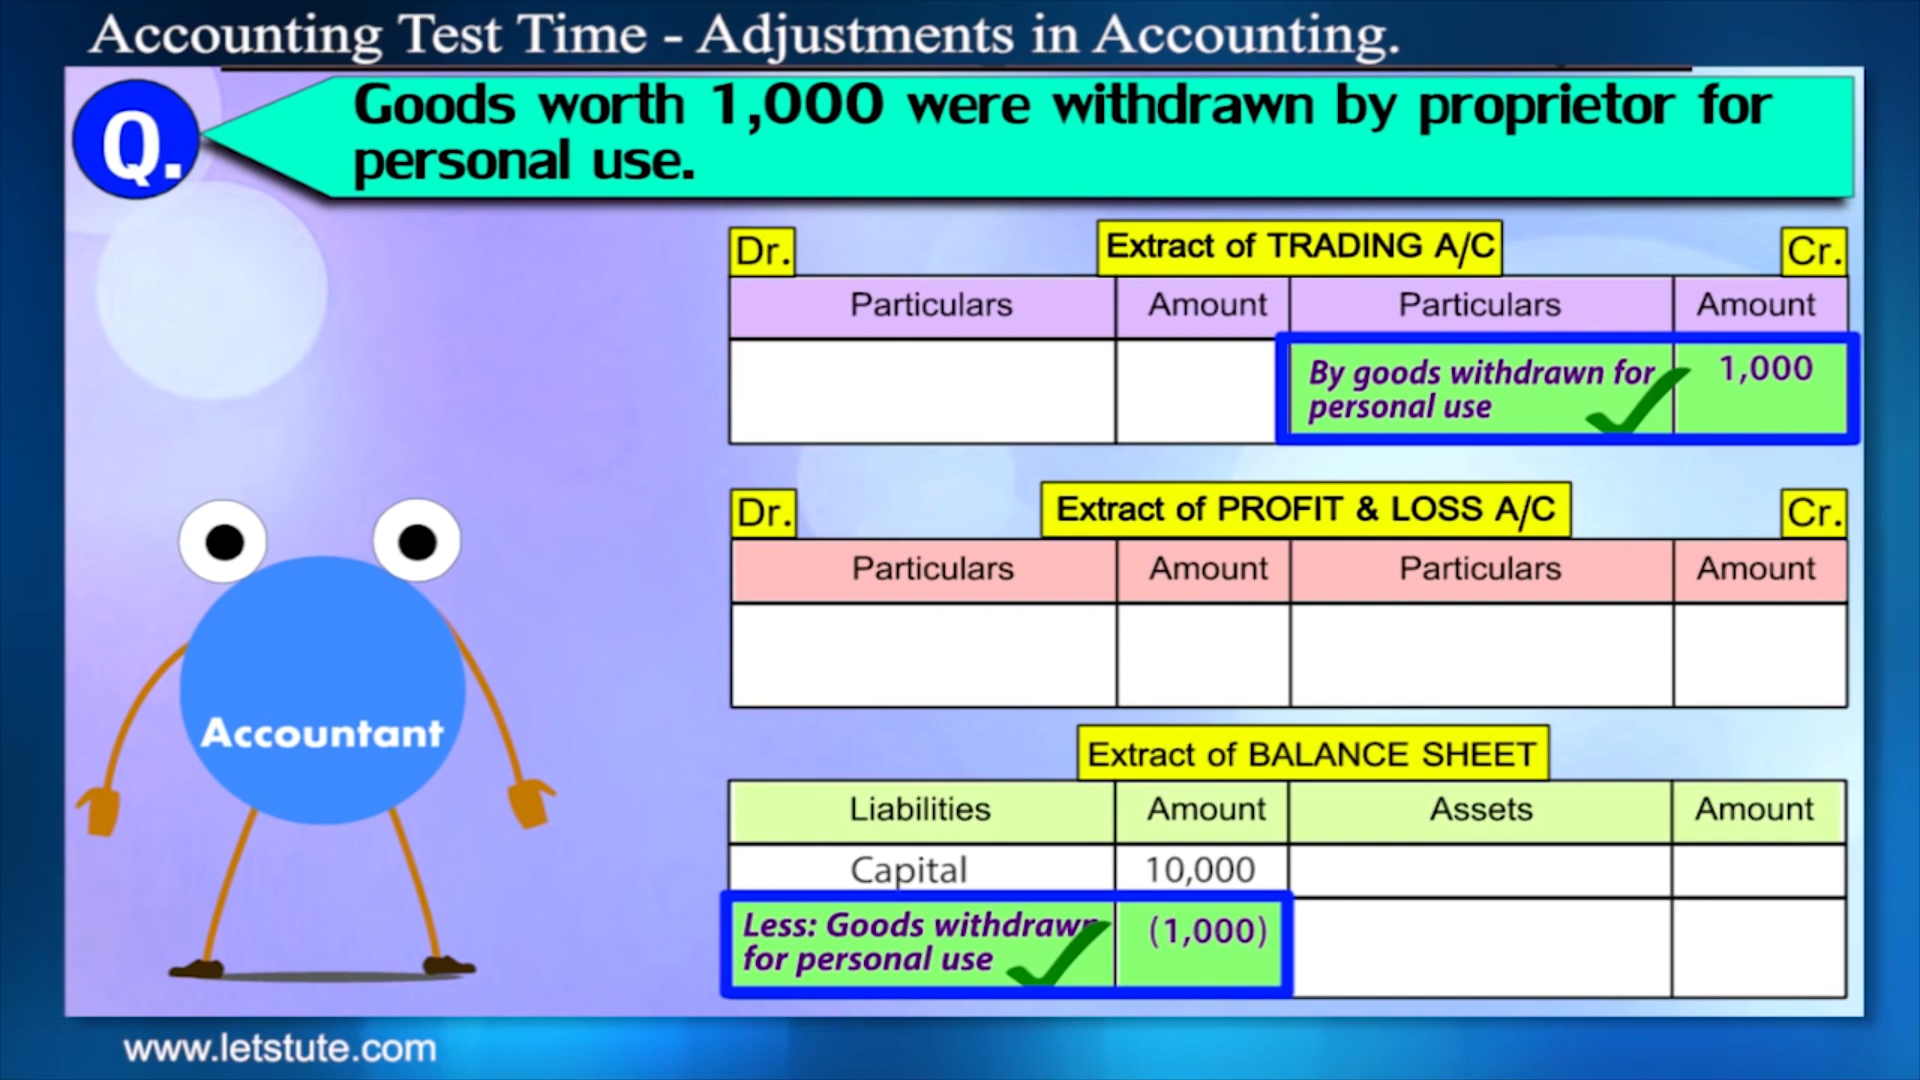 Accounting Test Time - Adjustments in Accounting.
Q.
Goods worth 1,000 were withdrawn by proprietor for
personal use.
Dr. Extract of TRADING A/C Cr.
Particulars Amount Particulars Amount
By goods withdrawn for 1,000
personal use
Dr. Extract of PROFIT & LOSS A/C Cr.
Particulars Amount Particulars Amount
Accountant
Extract of BALANCE SHEET
Liabilities Amount Assets Amount
Capital 10,000
Less: Goods withdrawn (1,000)
for personal use
www.letstute.com